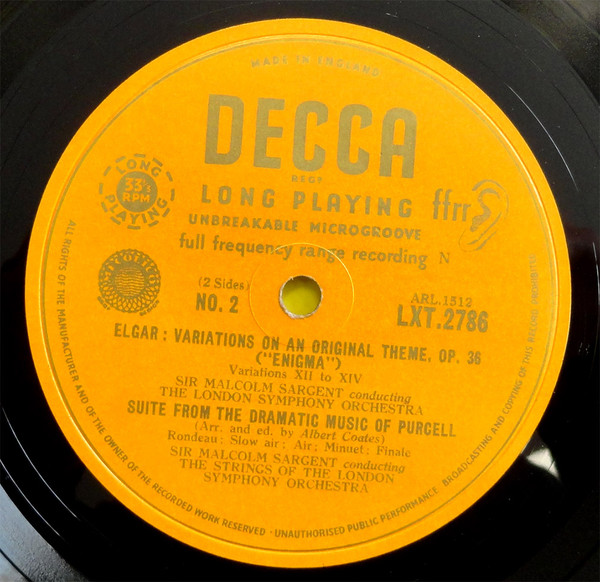 MADE IN ENGLAND
DECCA
REGD
LONG PLAYING
ffrr
UNBREAKABLE MICROGROOVE
full frequency range recording N
LONG
33⅓
RPM
PLAYING
(2 Sides)
NO. 2
ARL.1512
LXT.2786
ELGAR: VARIATIONS ON AN ORIGINAL THEME, OP. 36
("ENIGMA")
Variations XII to XIV
SIR MALCOLM SARGENT conducting
THE LONDON SYMPHONY ORCHESTRA
SUITE FROM THE DRAMATIC MUSIC OF PURCELL
(Arr. and ed. by Albert Coates)
Rondeau; Slow air; Air; Minuet; Finale
SIR MALCOLM SARGENT conducting
THE STRINGS OF THE LONDON
SYMPHONY ORCHESTRA
ALL RIGHTS OF THE MANUFACTURER AND OF THE OWNER OF THE RECORDED WORK RESERVED · UNAUTHORISED PUBLIC PERFORMANCE BROADCASTING AND COPYING OF THIS RECORD PROHIBITED